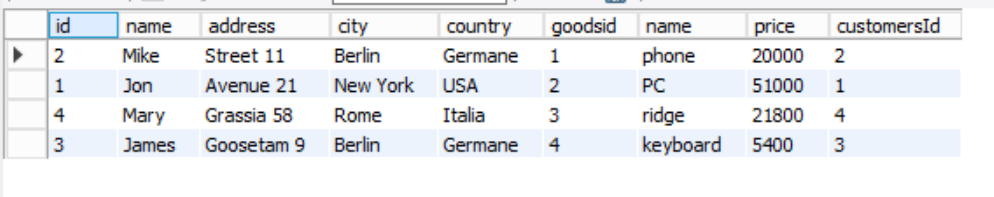 id name address city country goodsid name price customersId
2 Mike Street 11 Berlin Germane 1 phone 20000 2
1 Jon Avenue 21 New York USA 2 PC 51000 1
4 Mary Grassia 58 Rome Italia 3 ridge 21800 4
3 James Goosetam 9 Berlin Germane 4 keyboard 5400 3